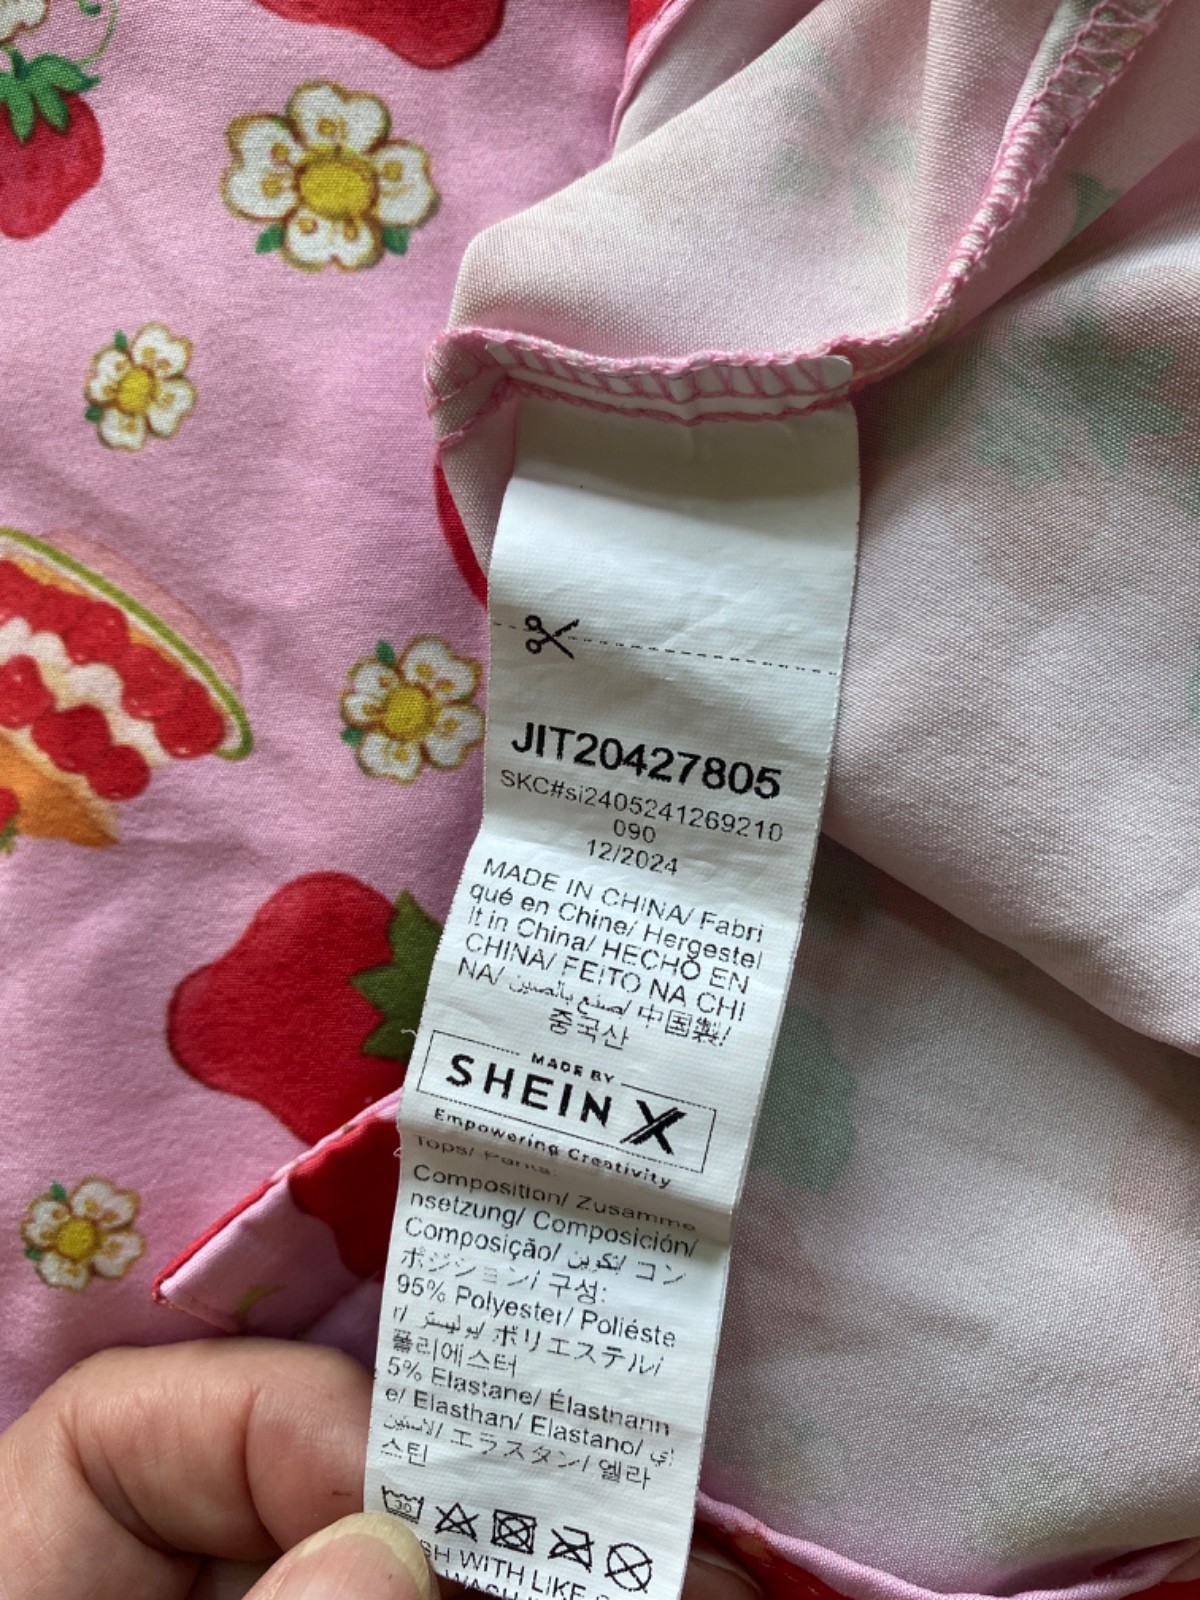 JIT20427805
SKC#si2405241269210
090
12/2024
MADE IN CHINA/ Fabri
qué en Chine/ Hergestel
lt in China/ HECHO EN
CHINA/ FEITO NA CHI
NA/ صنع بالصين/ 中国製/
중국산
MADE BY
SHEIN X
Empowering Creativity
Tops/ Pants:
Composition/ Zusamme
nsetzung/ Composición/
Composição/ تكوين/ コン
ポジション/ 구성:
95% Polyester/ Poliéste
r/ بوليستر/ ポリエステル/
폴리에스터
5% Elastane/ Élasthann
e/ Elasthan/ Elastano/
エラスタン/ 엘라
스틴
30
SH WITH LIKE